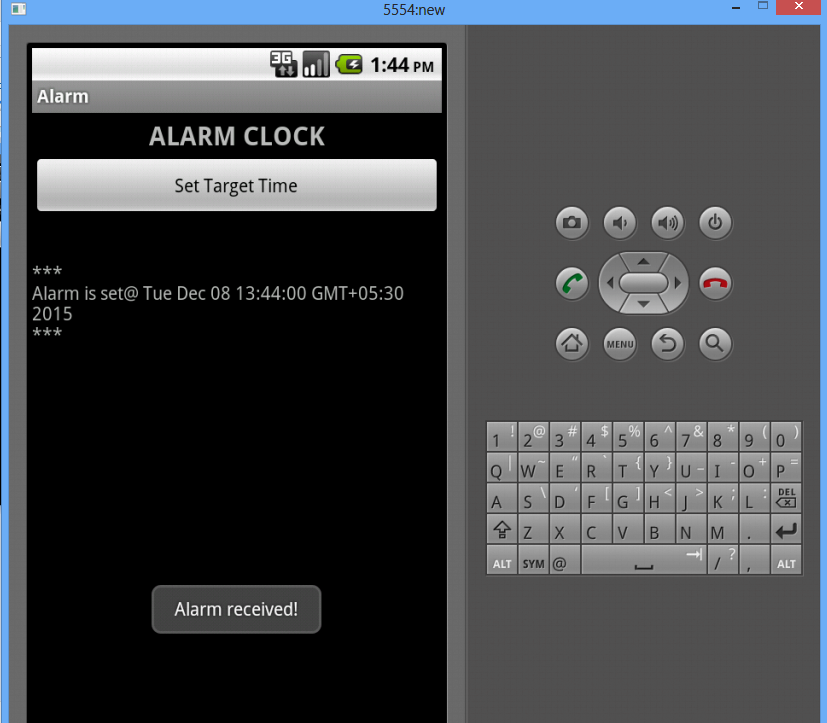 5554:new
3G 1:44 PM
Alarm
ALARM CLOCK
Set Target Time
***
Alarm is set@ Tue Dec 08 13:44:00 GMT+05:30
2015
***
Alarm received!
MENU
1 ! 2 @ 3 # 4 $ 5 % 6 ^ 7 & 8 * 9 ( 0 )
Q | W ~ E “ R ` T { Y } U _ I - O + P =
A S \ D ‘ F [ G ] H < J > K ; L : DEL
Z X C V B N M .
ALT SYM @ / ? , ALT